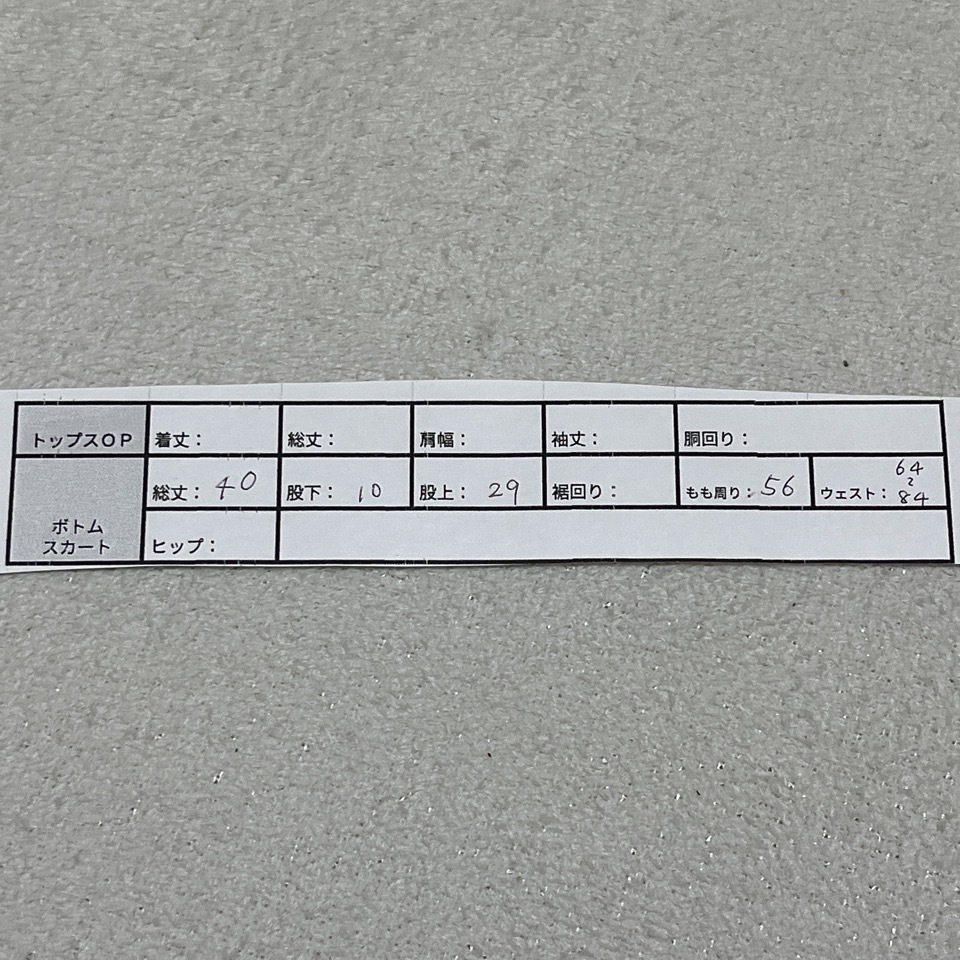 トップスOP 着丈： 総丈： 肩幅： 袖丈： 胴回り：
ボトム
スカート
総丈：40 股下：10 股上：29 裾回り： もも周り：56 ウェスト：64〜84
ヒップ：